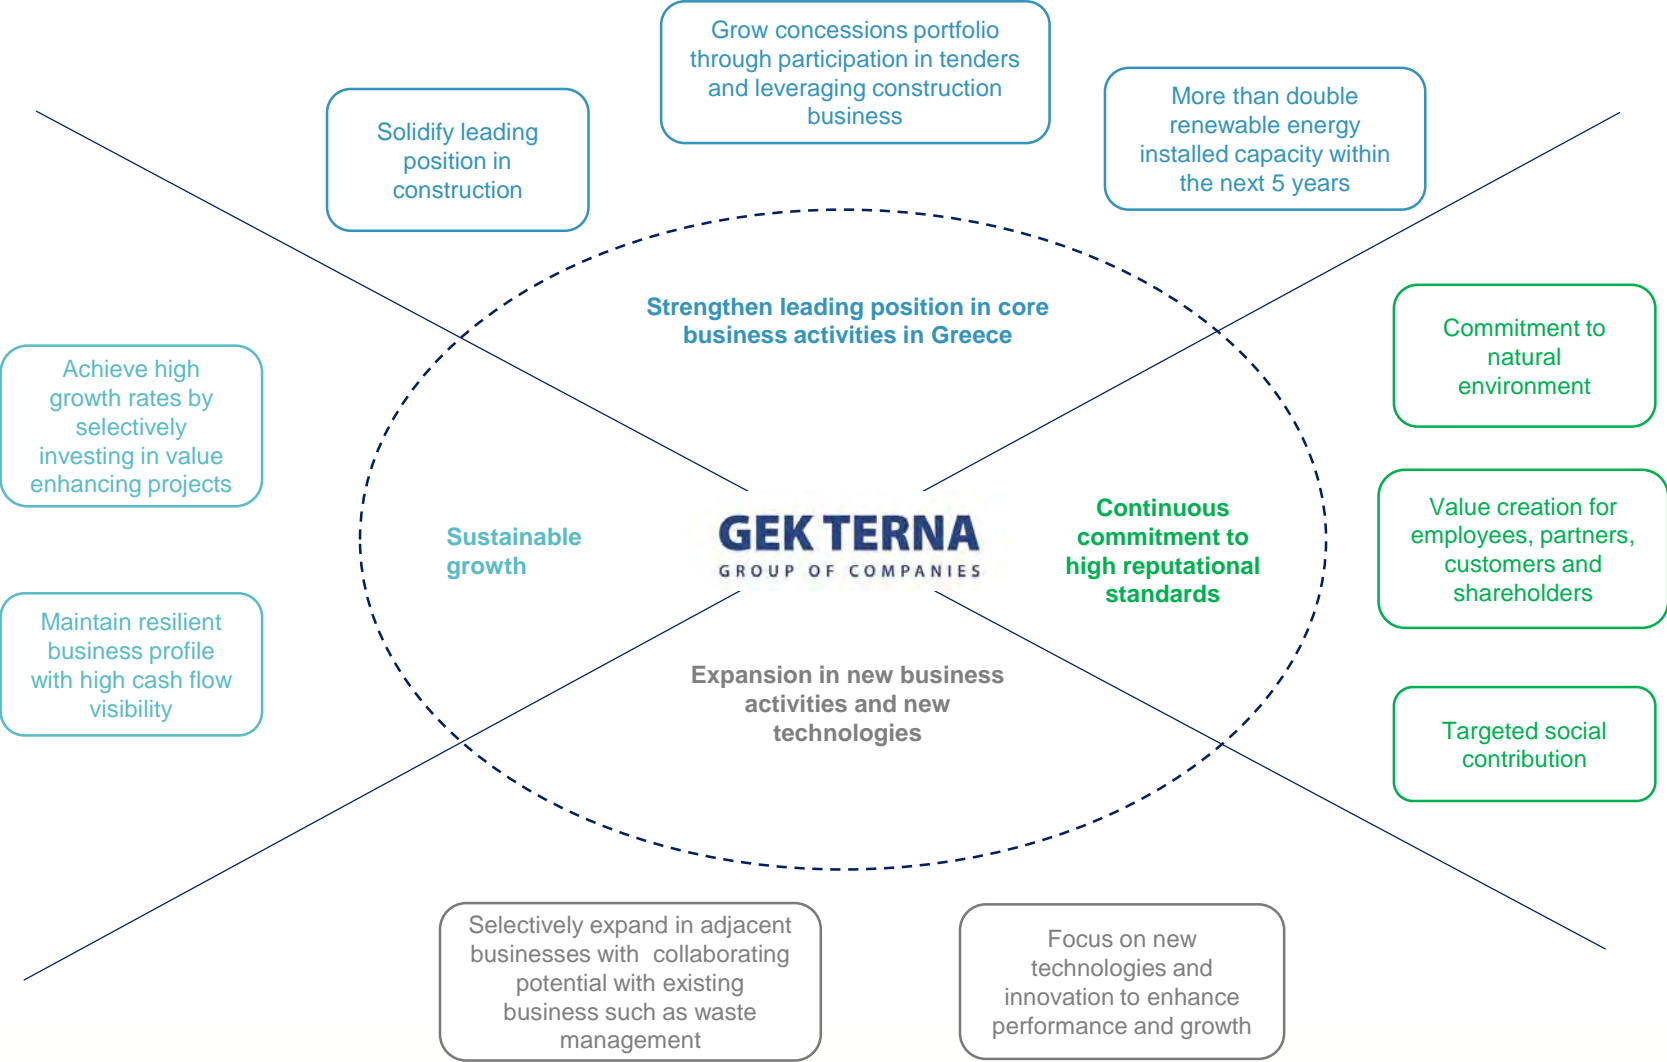 Grow concessions portfolio
through participation in tenders
and leveraging construction
business
Solidify leading
position in
construction
More than double
renewable energy
installed capacity within
the next 5 years
Strengthen leading position in core
business activities in Greece
Achieve high
growth rates by
selectively
investing in value
enhancing projects
Maintain resilient
business profile
with high cash flow
visibility
Sustainable
growth
GEK TERNA
GROUP OF COMPANIES
Continuous
commitment to
high reputational
standards
Commitment to
natural
environment
Value creation for
employees, partners,
customers and
shareholders
Targeted social
contribution
Expansion in new business
activities and new
technologies
Selectively expand in adjacent
businesses with  collaborating
potential with existing
business such as waste
management
Focus on new
technologies and
innovation to enhance
performance and growth